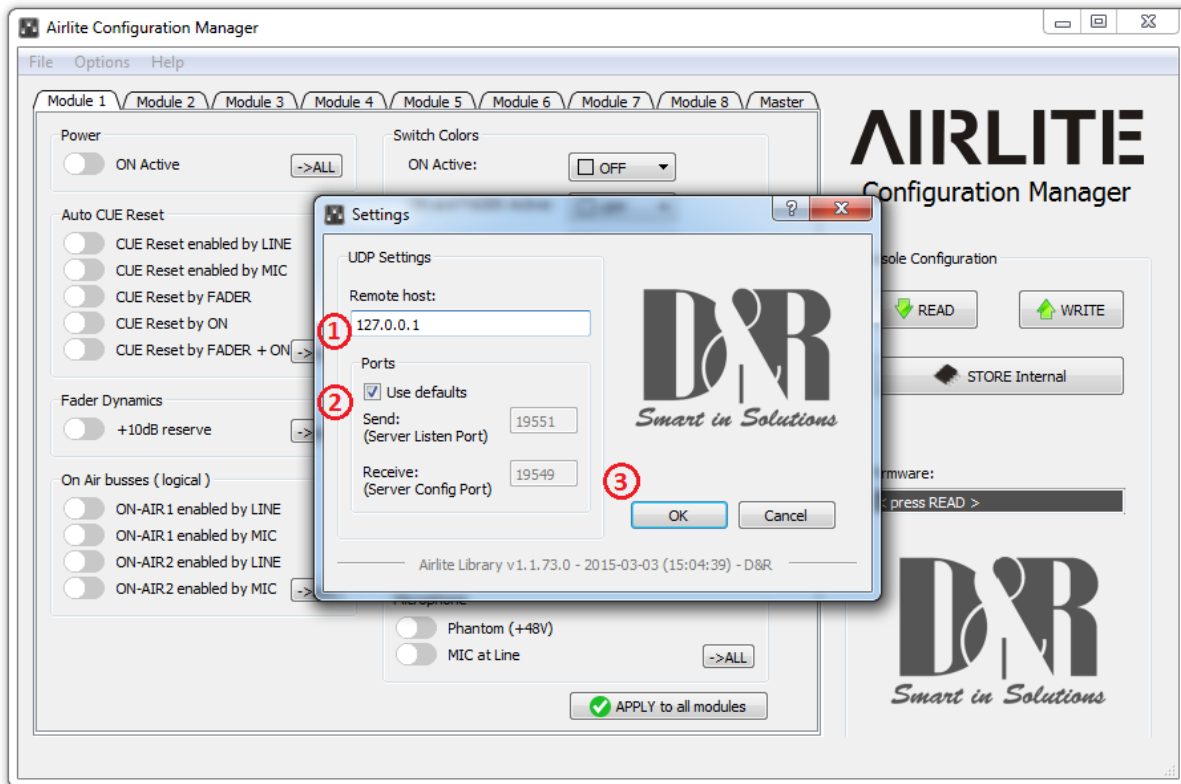 Airlite Configuration Manager
File Options Help
Module 1 Module 2 Module 3 Module 4 Module 5 Module 6 Module 7 Module 8 Master
Power
ON Active
->ALL
Switch Colors
ON Active:
OFF
Auto CUE Reset
CUE Reset enabled by LINE
CUE Reset enabled by MIC
CUE Reset by FADER
CUE Reset by ON
CUE Reset by FADER + ON
->
Fader Dynamics
+10dB reserve
->
On Air busses ( logical )
ON-AIR1 enabled by LINE
ON-AIR1 enabled by MIC
ON-AIR2 enabled by LINE
ON-AIR2 enabled by MIC
->
Settings
?
UDP Settings
Remote host:
1
127.0.0.1
Ports
2
Use defaults
Send:
(Server Listen Port)
19551
Receive:
(Server Config Port)
19549
D&R
Smart in Solutions
3
OK
Cancel
Airlite Library v1.1.73.0 - 2015-03-03 (15:04:39) - D&R
Phantom (+48V)
MIC at Line
->ALL
APPLY to all modules
AIRLITE
Configuration Manager
sole Configuration
READ
WRITE
STORE Internal
rmware:
< press READ >
D&R
Smart in Solutions